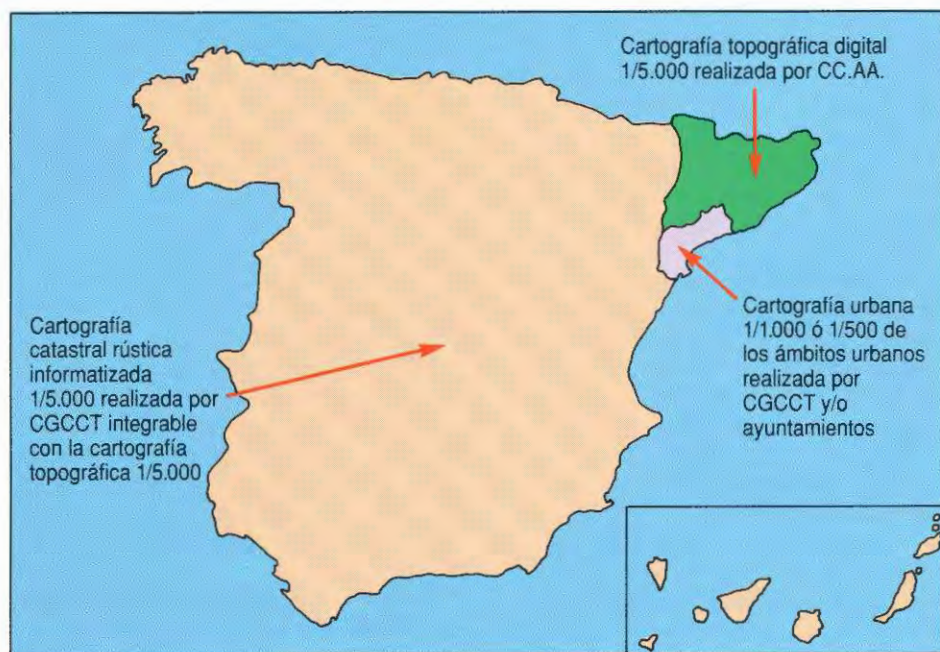 Cartografía topográfica digital
1/5.000 realizada por CC.AA.
Cartografía
catastral rústica
informatizada
1/5.000 realizada por
CGCCT integrable
con la cartografía
topográfica 1/5.000
Cartografía urbana
1/1.000 ó 1/500 de
los ámbitos urbanos
realizada por
CGCCT y/o
ayuntamientos